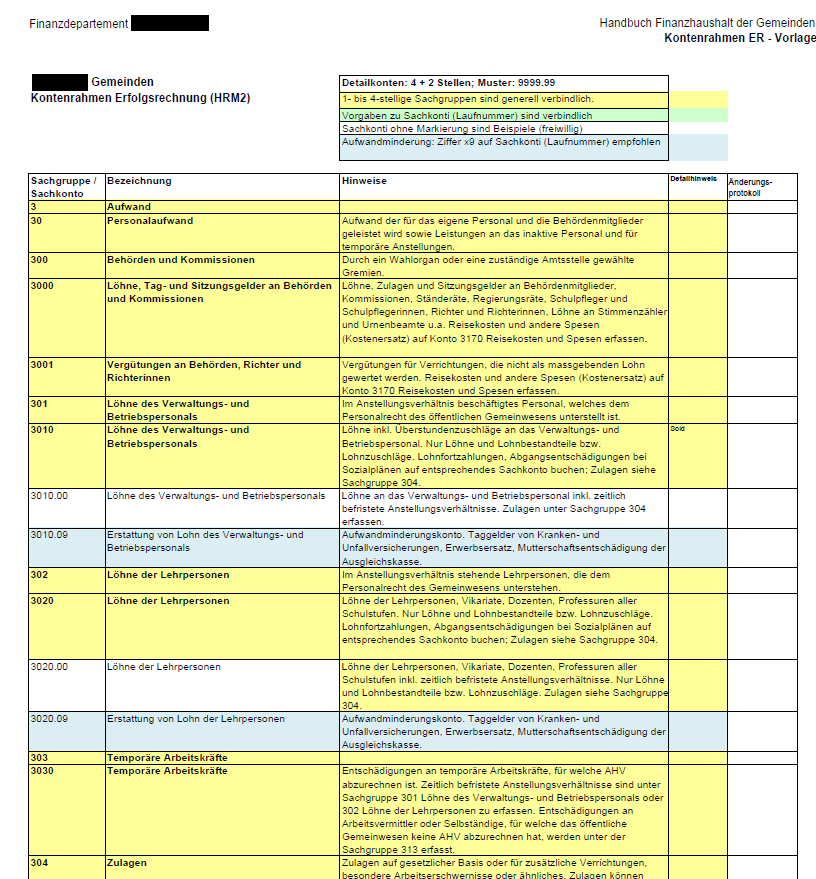 Finanzdepartement
Handbuch Finanzhaushalt der Gemeinden
Kontenrahmen ER - Vorlage
Gemeinden
Kontenrahmen Erfolgsrechnung (HRM2)
Detailkonten: 4 + 2 Stellen; Muster: 9999.99
1- bis 4-stellige Sachgruppen sind generell verbindlich.
Vorgaben zu Sachkonti (Laufnummer) sind verbindlich
Sachkonti ohne Markierung sind Beispiele (freiwillig)
Aufwandminderung: Ziffer x9 auf Sachkonti (Laufnummer) empfohlen
Sachgruppe / Sachkonto
Bezeichnung
Hinweise
Detailhinweis
Änderungs-
protokoll
3 Aufwand
30 Personalaufwand
Aufwand der für das eigene Personal und die Behördenmitglieder
geleistet wird sowie Leistungen an das inaktive Personal und für
temporäre Anstellungen.
300 Behörden und Kommissionen
Durch ein Wahlorgan oder eine zuständige Amtsstelle gewählte
Gremien.
3000 Löhne, Tag- und Sitzungsgelder an Behörden
und Kommissionen
Löhne, Zulagen und Sitzungsgelder an Behördenmitglieder,
Kommissionen, Ständeräte, Regierungsräte, Schulpfleger und
Schulpflegerinnen, Richter und Richterinnen, Löhne an Stimmenzähler
und Urnenbeamte u.a. Reisekosten und andere Spesen
(Kostenersatz) auf Konto 3170 Reisekosten und Spesen erfassen.
3001 Vergütungen an Behörden, Richter und
Richterinnen
Vergütungen für Verrichtungen, die nicht als massgebenden Lohn
gewertet werden. Reisekosten und andere Spesen (Kostenersatz) auf
Konto 3170 Reisekosten und Spesen erfassen.
301 Löhne des Verwaltungs- und
Betriebspersonals
Im Anstellungsverhältnis beschäftigtes Personal, welches dem
Personalrecht des öffentlichen Gemeinwesens unterstellt ist.
3010 Löhne des Verwaltungs- und
Betriebspersonals
Löhne inkl. Überstundenzuschläge an das Verwaltungs- und
Betriebspersonal. Nur Löhne und Lohnbestandteile bzw.
Lohnzuschläge. Lohnfortzahlungen, Abgangsentschädigungen bei
Sozialplänen auf entsprechendes Sachkonto buchen; Zulagen siehe
Sachgruppe 304.
Sold
3010.00 Löhne des Verwaltungs- und Betriebspersonals
Löhne an das Verwaltungs- und Betriebspersonal inkl. zeitlich
befristete Anstellungsverhältnisse. Zulagen unter Sachgruppe 304
erfassen.
3010.09 Erstattung von Lohn des Verwaltungs- und
Betriebspersonals
Aufwandminderungskonto. Taggelder von Kranken- und
Unfallversicherungen, Erwerbsersatz, Mutterschaftsentschädigung der
Ausgleichskasse.
302 Löhne der Lehrpersonen
Im Anstellungsverhältnis stehende Lehrpersonen, die dem
Personalrecht des Gemeinwesens unterstehen.
3020 Löhne der Lehrpersonen
Löhne der Lehrpersonen, Vikariate, Dozenten, Professuren aller
Schulstufen. Nur Löhne und Lohnbestandteile bzw. Lohnzuschläge.
Lohnfortzahlungen, Abgangsentschädigungen bei Sozialplänen auf
entsprechendes Sachkonto buchen; Zulagen siehe Sachgruppe 304.
3020.00 Löhne der Lehrpersonen
Löhne der Lehrpersonen, Vikariate, Dozenten, Professuren aller
Schulstufen inkl. zeitlich befristete Anstellungsverhältnisse. Nur Löhne
und Lohnbestandteile bzw. Lohnzuschläge. Zulagen siehe Sachgruppe
304.
3020.09 Erstattung von Lohn der Lehrpersonen
Aufwandminderungskonto. Taggelder von Kranken- und
Unfallversicherungen, Erwerbsersatz, Mutterschaftsentschädigung der
Ausgleichskasse.
303 Temporäre Arbeitskräfte
3030 Temporäre Arbeitskräfte
Entschädigungen an temporäre Arbeitskräfte, für welche AHV
abzurechnen ist. Zeitlich befristete Anstellungsverhältnisse sind unter
Sachgruppe 301 Löhne des Verwaltungs- und Betriebspersonals oder
302 Löhne der Lehrpersonen zu erfassen. Entschädigungen an
Arbeitsvermittler oder Selbständige, für welche das öffentliche
Gemeinwesen keine AHV abzurechnen hat, werden unter der
Sachgruppe 313 erfasst.
304 Zulagen
Zulagen auf gesetzlicher Basis oder für zusätzliche Verrichtungen,
besondere Arbeitserschwernisse oder ähnliches. Zulagen können